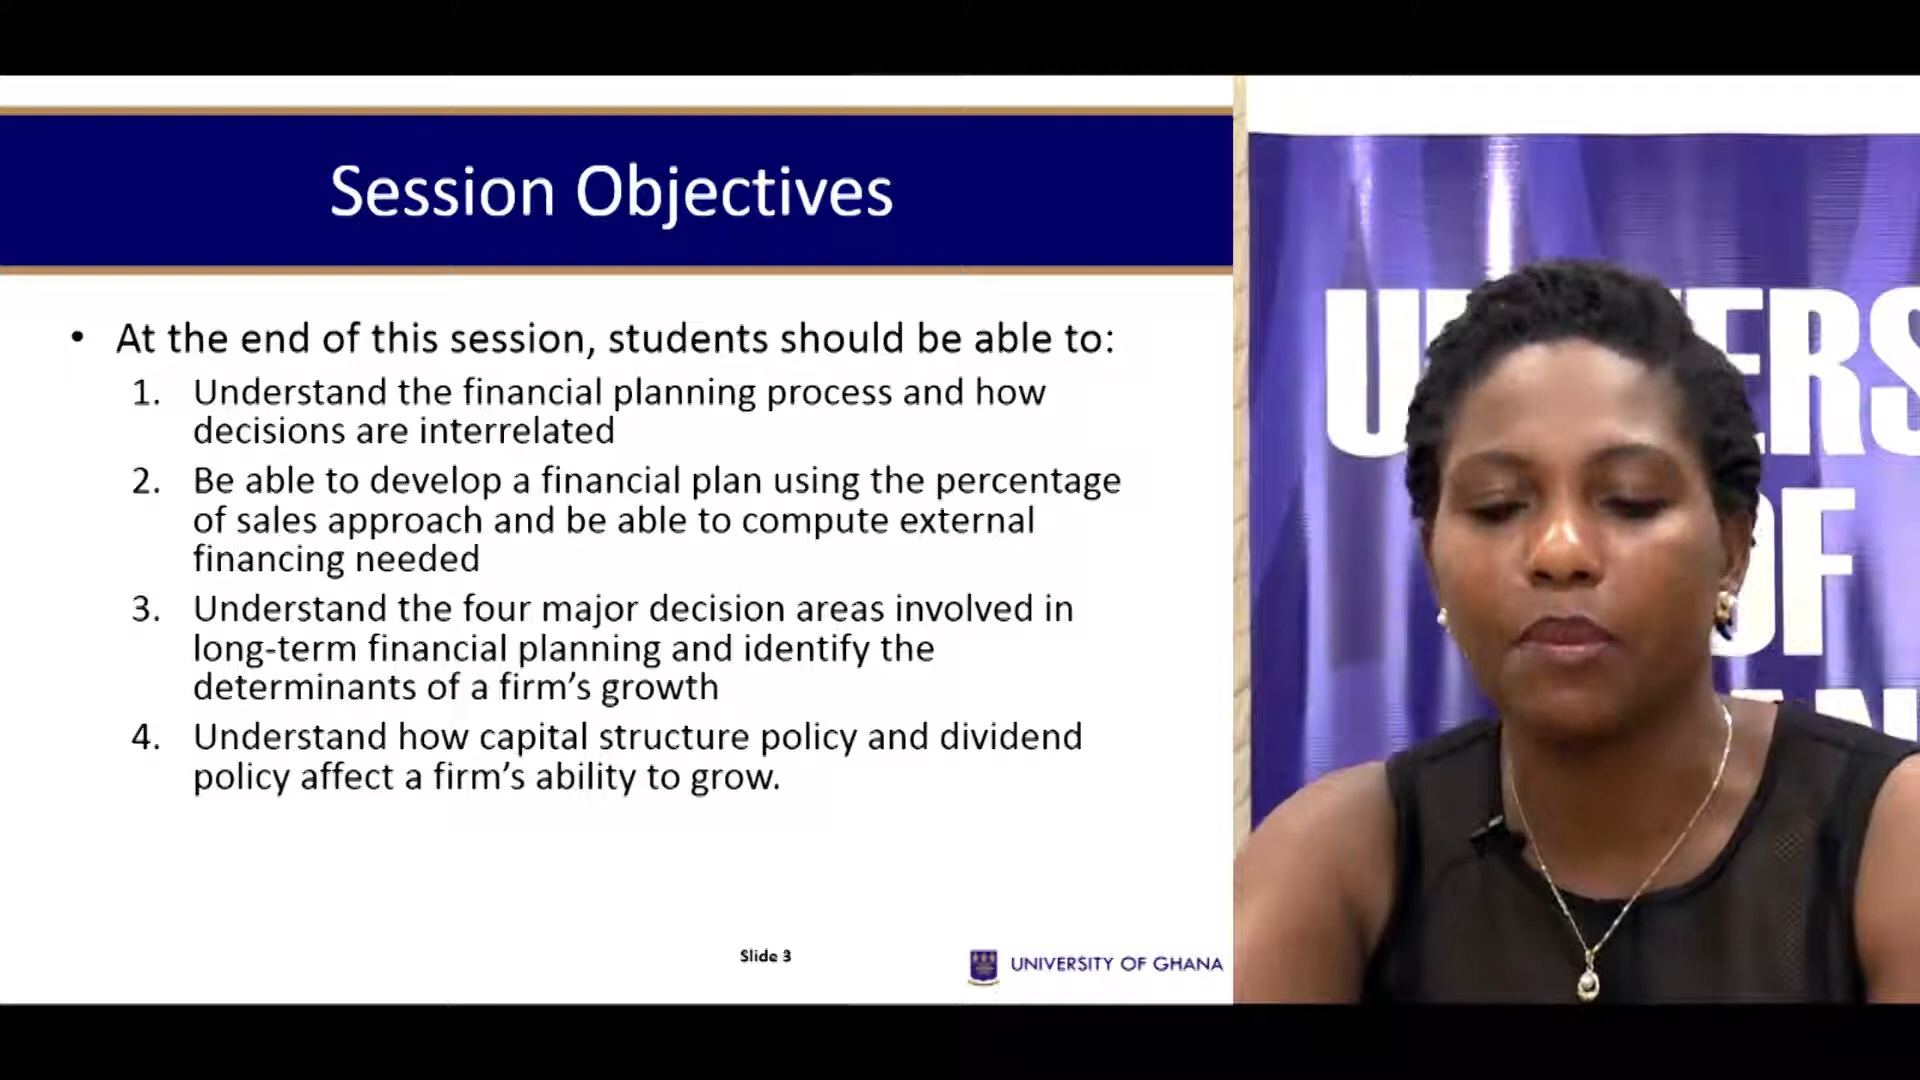 Session Objectives
• At the end of this session, students should be able to:
1. Understand the financial planning process and how
decisions are interrelated
2. Be able to develop a financial plan using the percentage
of sales approach and be able to compute external
financing needed
3. Understand the four major decision areas involved in
long-term financial planning and identify the
determinants of a firm’s growth
4. Understand how capital structure policy and dividend
policy affect a firm’s ability to grow.
Slide 3
UNIVERSITY OF GHANA
OF